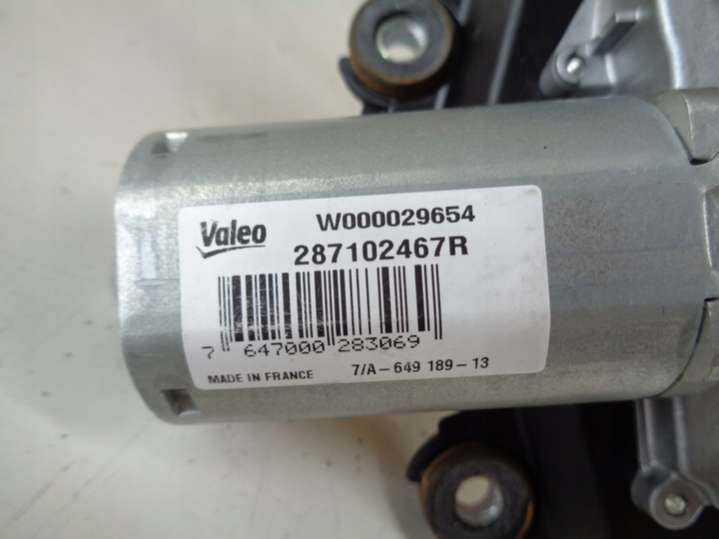 Valeo
W000029654
287102467R
7 647000 283069
MADE IN FRANCE 7/A-649 189-13